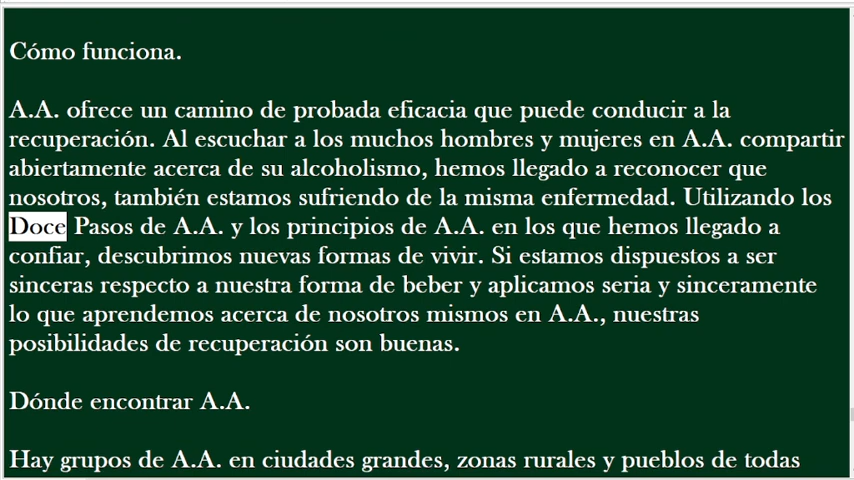 Cómo funciona.
A.A. ofrece un camino de probada eficacia que puede conducir a la
recuperación. Al escuchar a los muchos hombres y mujeres en A.A. compartir
abiertamente acerca de su alcoholismo, hemos llegado a reconocer que
nosotros, también estamos sufriendo de la misma enfermedad. Utilizando los
Doce Pasos de A.A. y los principios de A.A. en los que hemos llegado a
confiar, descubrimos nuevas formas de vivir. Si estamos dispuestos a ser
sinceras respecto a nuestra forma de beber y aplicamos seria y sinceramente
lo que aprendemos acerca de nosotros mismos en A.A., nuestras
posibilidades de recuperación son buenas.
Dónde encontrar A.A.
Hay grupos de A.A. en ciudades grandes, zonas rurales y pueblos de todas